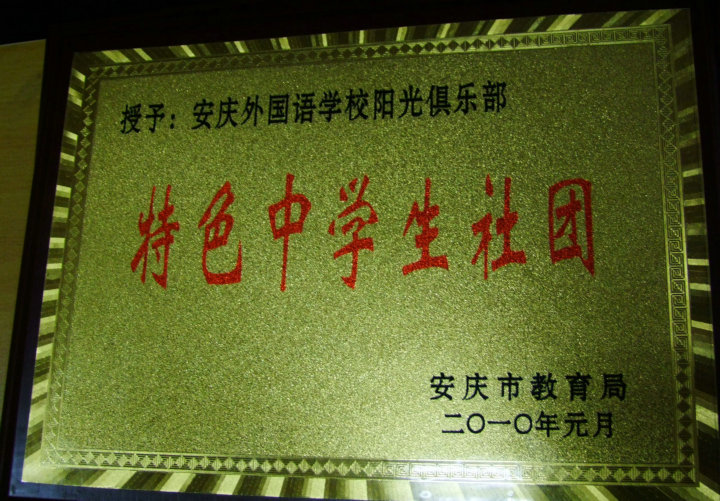 授予：安庆外国语学校阳光俱乐部
特色中学生社团
安庆市教育局
二〇一〇年元月